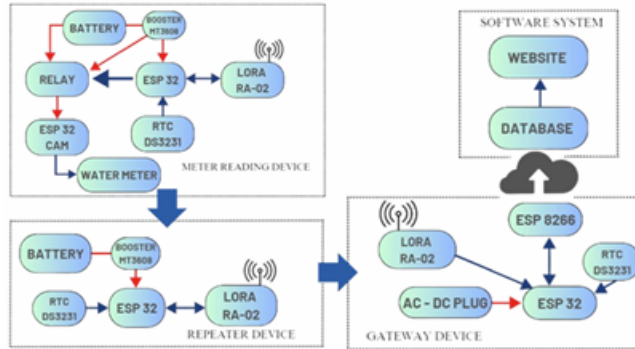 BATTERY
BOOSTER
MT3608
RELAY
ESP 32
LORA
RA-02
ESP 32
CAM
RTC
DS3231
WATER METER
METER READING DEVICE
BATTERY
BOOSTER
MT3608
RTC
DS3231
ESP 32
LORA
RA-02
REPEATER DEVICE
SOFTWARE SYSTEM
WEBSITE
DATABASE
ESP 8266
LORA
RA-02
RTC
DS3231
AC - DC PLUG
ESP 32
GATEWAY DEVICE